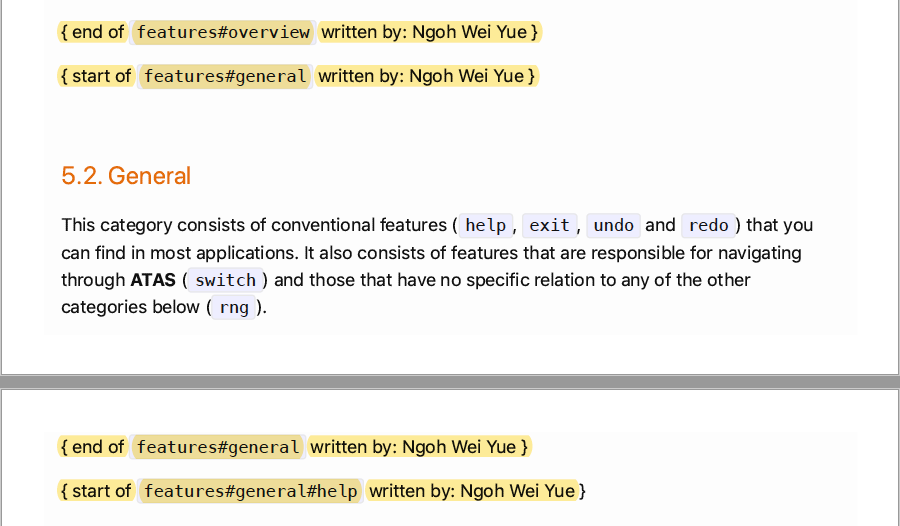 { end of features#overview written by: Ngoh Wei Yue }
{ start of features#general written by: Ngoh Wei Yue }
5.2. General
This category consists of conventional features ( help , exit , undo and redo ) that you
can find in most applications. It also consists of features that are responsible for navigating
through ATAS ( switch ) and those that have no specific relation to any of the other
categories below ( rng ).
{ end of features#general written by: Ngoh Wei Yue }
{ start of features#general#help written by: Ngoh Wei Yue }